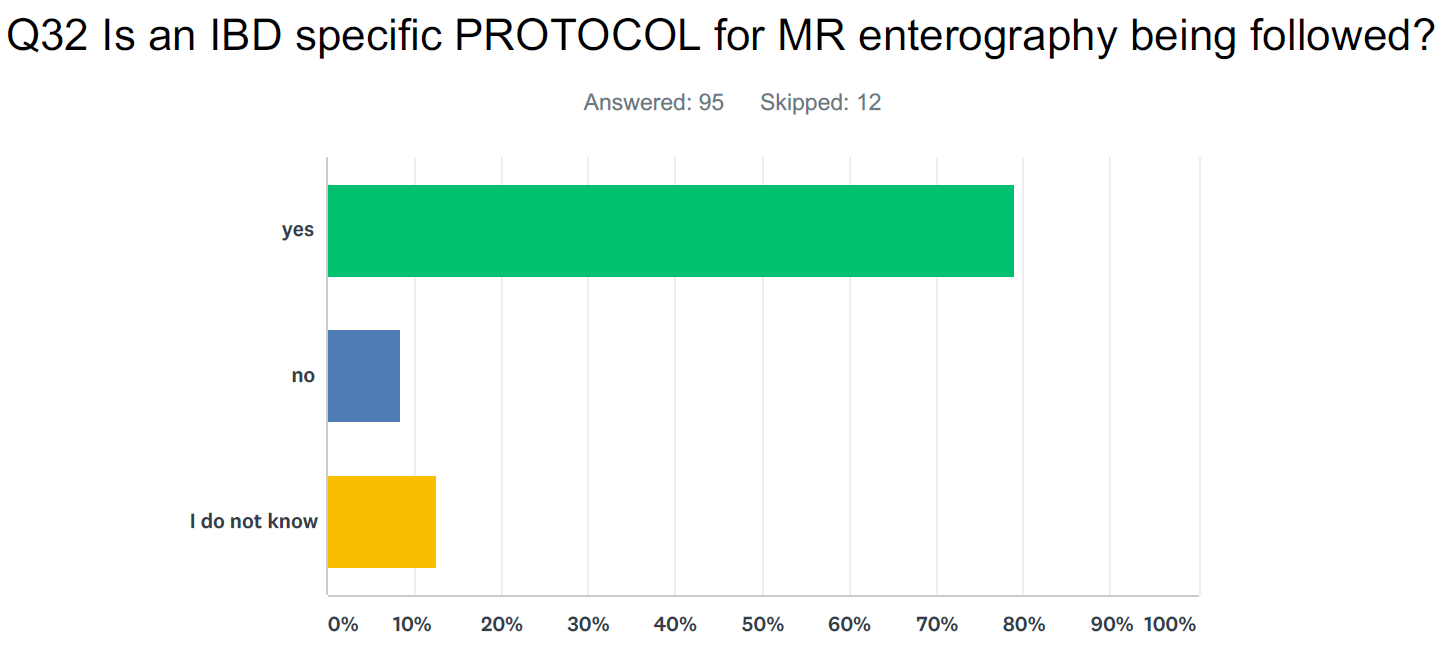 Q32 Is an IBD specific PROTOCOL for MR enterography being followed?
Answered: 95 Skipped: 12
yes
no
I do not know
0% 10% 20% 30% 40% 50% 60% 70% 80% 90% 100%